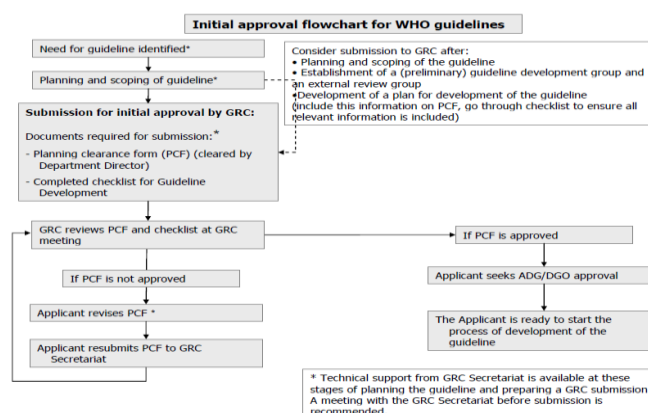 Initial approval flowchart for WHO guidelines
Need for guideline identified*
Planning and scoping of guideline*
Consider submission to GRC after:
• Planning and scoping of the guideline
• Establishment of a (preliminary) guideline development group and
an external review group
•Development of a plan for development of the guideline
(include this information on PCF, go through checklist to ensure all
relevant information is included)
Submission for initial approval by GRC:
Documents required for submission:*
- Planning clearance form (PCF) (cleared by
Department Director)
- Completed checklist for Guideline
Development
GRC reviews PCF and checklist at GRC
meeting
If PCF is approved
If PCF is not approved
Applicant seeks ADG/DGO approval
Applicant revises PCF *
The Applicant is ready to start the
process of development of the
guideline
Applicant resubmits PCF to GRC
Secretariat
* Technical support from GRC Secretariat is available at these
stages of planning the guideline and preparing a GRC submission
A meeting with the GRC Secretariat before submission is
recommended